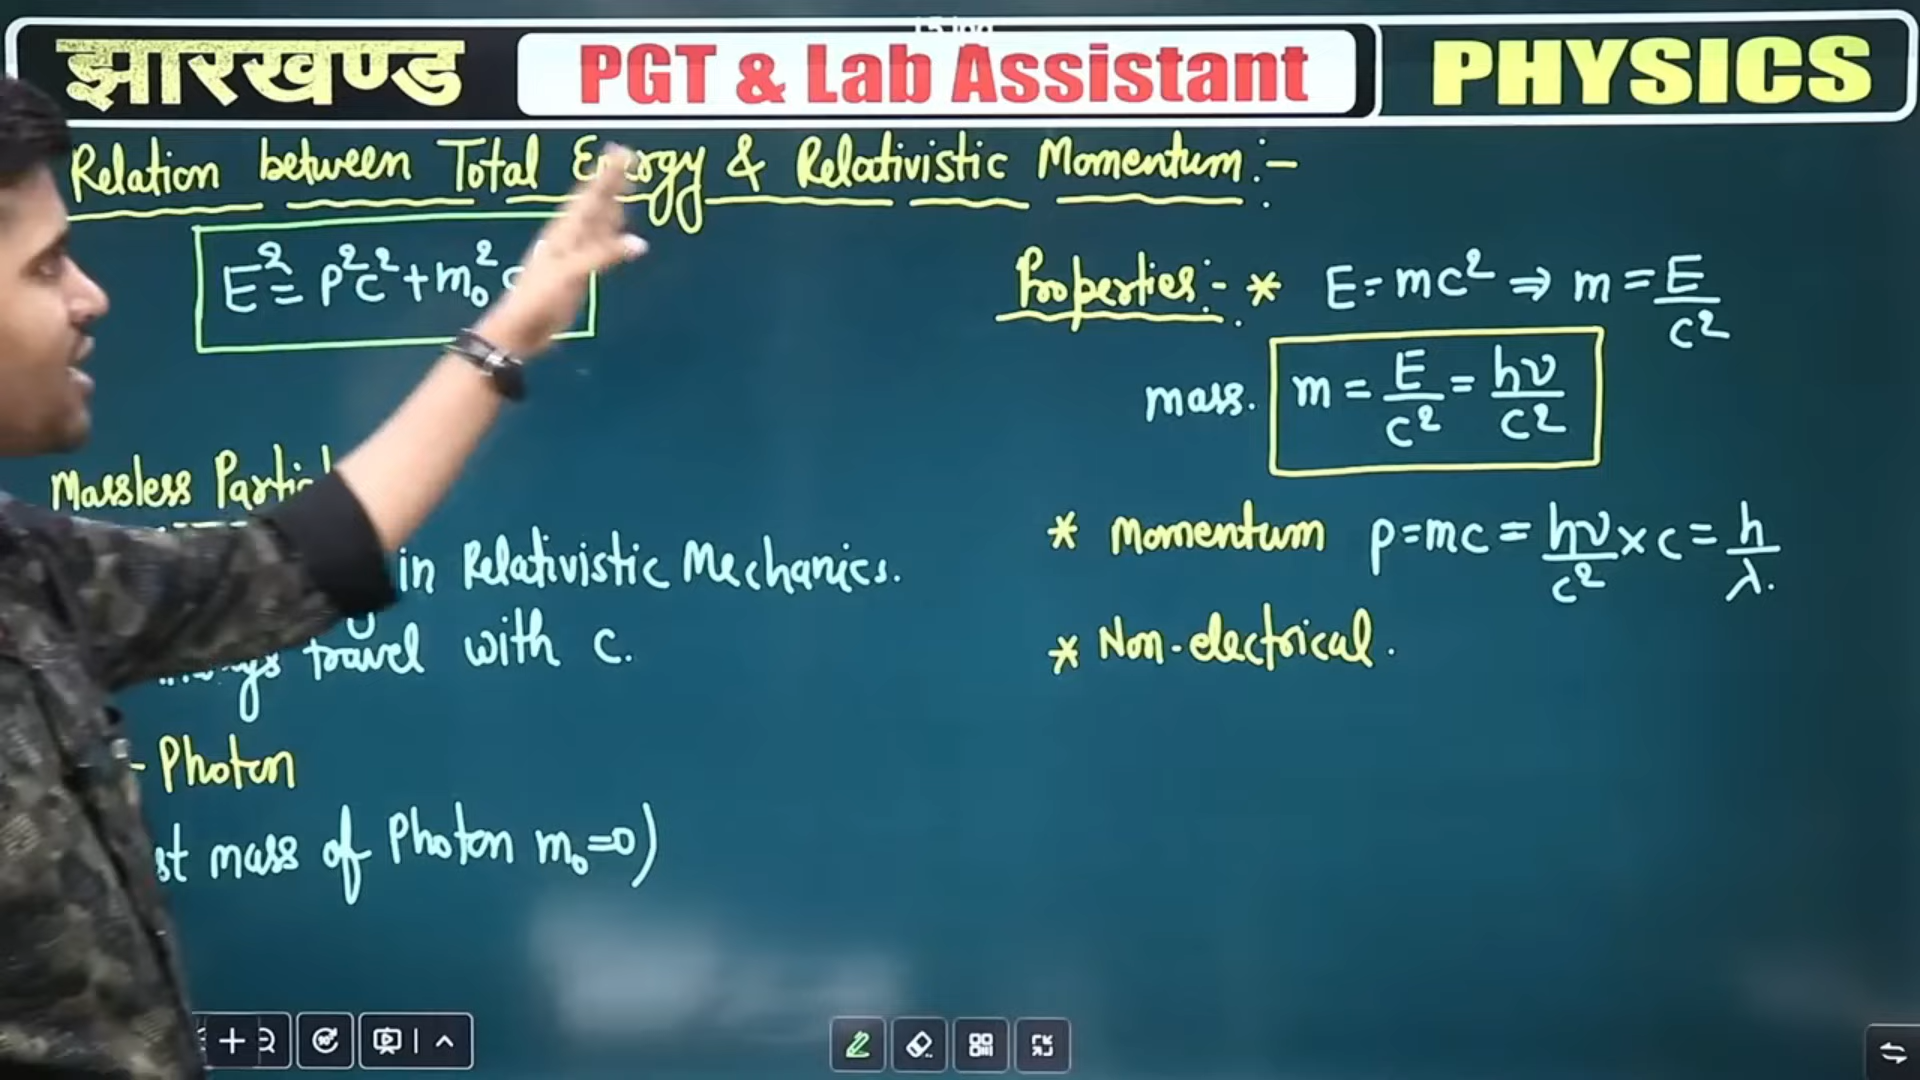 झारखण्ड PGT & Lab Assistant PHYSICS
Relation between Total Energy & Relativistic Momentum :-
E² = P²c² + m₀²
Massless
in Relativistic Mechanics.
travel with c.
- Photon
mass of Photon m₀=0)
Properties:- * E = mc² ⇒ m = E/c²
mass. m = E/c² = hν/c²
* Momentum p = mc = hν/c² × c = h/λ.
* Non-electrical.